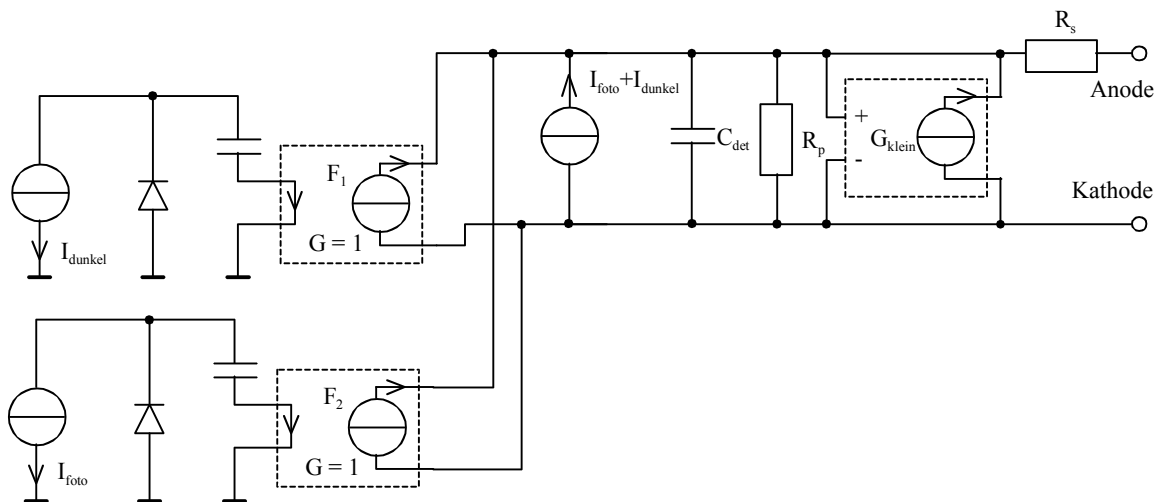 R_s
Anode
I_foto+I_dunkel
C_det
R_p
+
-
G_klein
Kathode
F_1
G = 1
I_dunkel
F_2
G = 1
I_foto